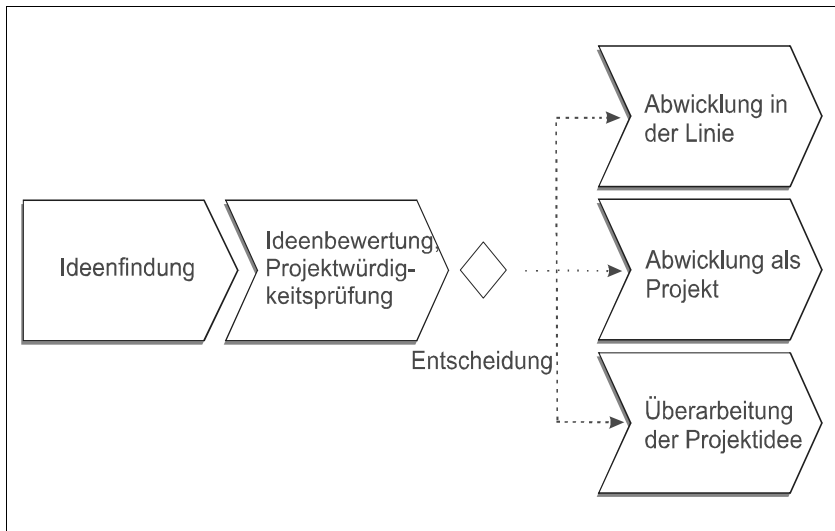 Ideenfindung
Ideenbewertung,
Projektwürdig-
keitsprüfung
Entscheidung
Abwicklung in
der Linie
Abwicklung als
Projekt
Überarbeitung
der Projektidee